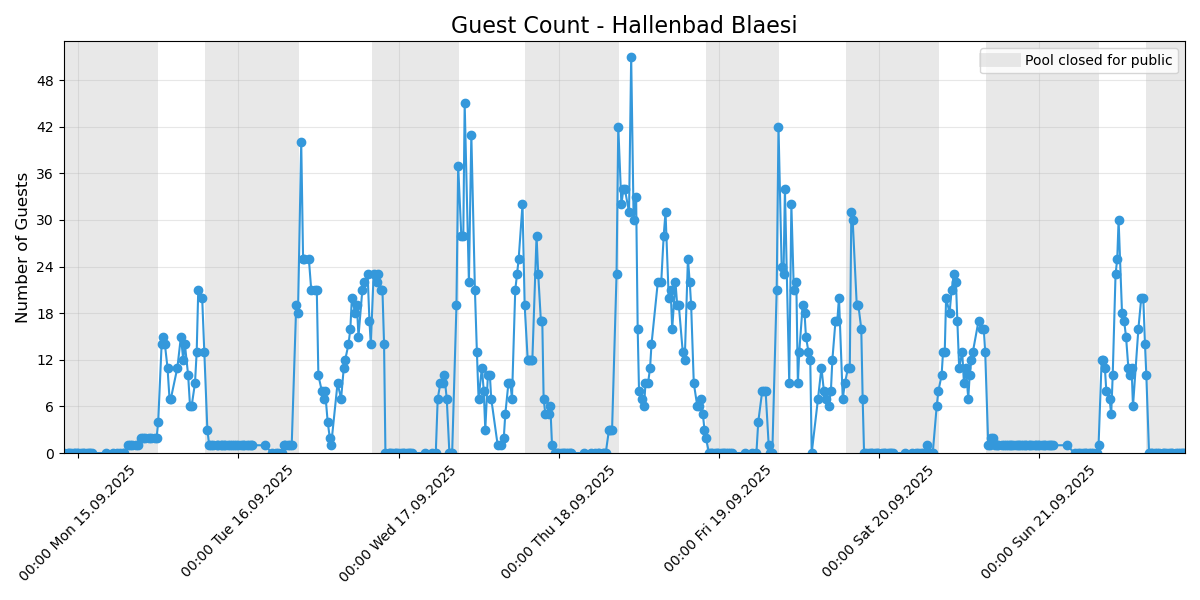 Guest Count - Hallenbad Blaesi
Pool closed for public
Number of Guests
48
42
36
30
24
18
12
6
0
00:00 Mon 15.09.2025
00:00 Tue 16.09.2025
00:00 Wed 17.09.2025
00:00 Thu 18.09.2025
00:00 Fri 19.09.2025
00:00 Sat 20.09.2025
00:00 Sun 21.09.2025